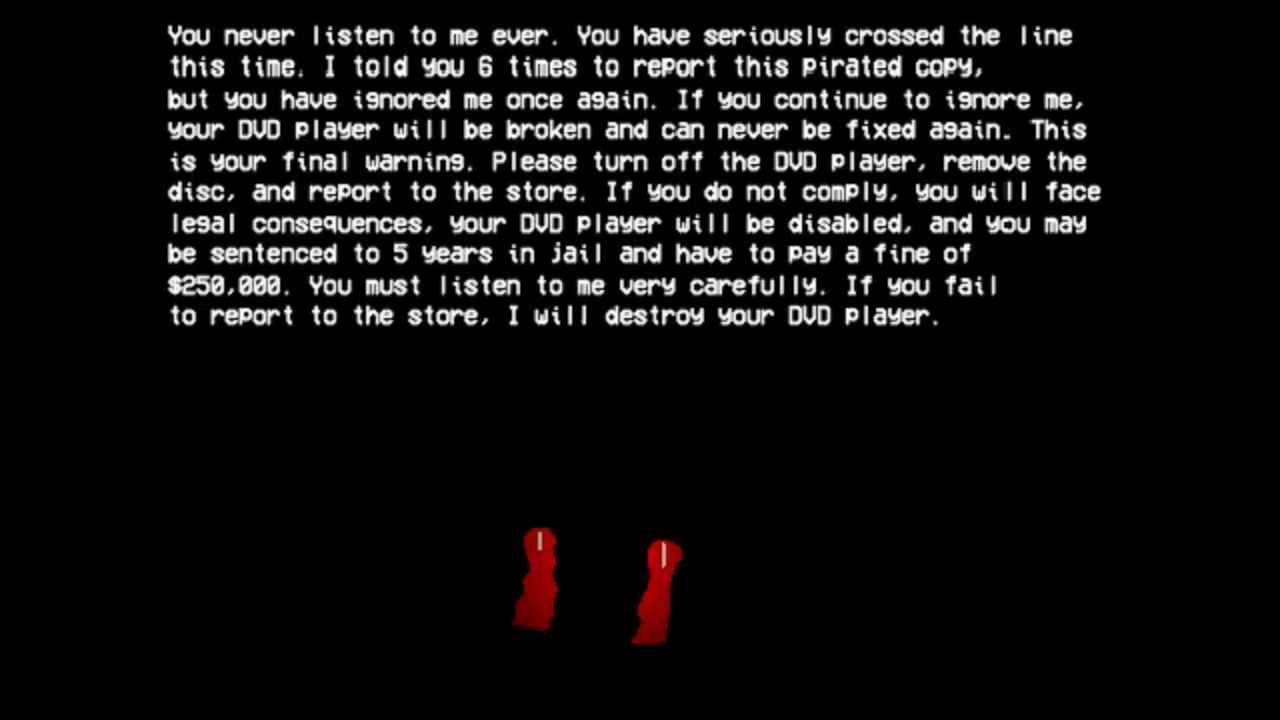 You never listen to me ever. You have seriously crossed the line
this time. I told you 6 times to report this pirated copy,
but you have ignored me once again. If you continue to ignore me,
your DVD player will be broken and can never be fixed again. This
is your final warning. Please turn off the DVD player, remove the
disc, and report to the store. If you do not comply, you will face
legal consequences, your DVD player will be disabled, and you may
be sentenced to 5 years in jail and have to pay a fine of
$250,000. You must listen to me very carefully. If you fail
to report to the store, I will destroy your DVD player.